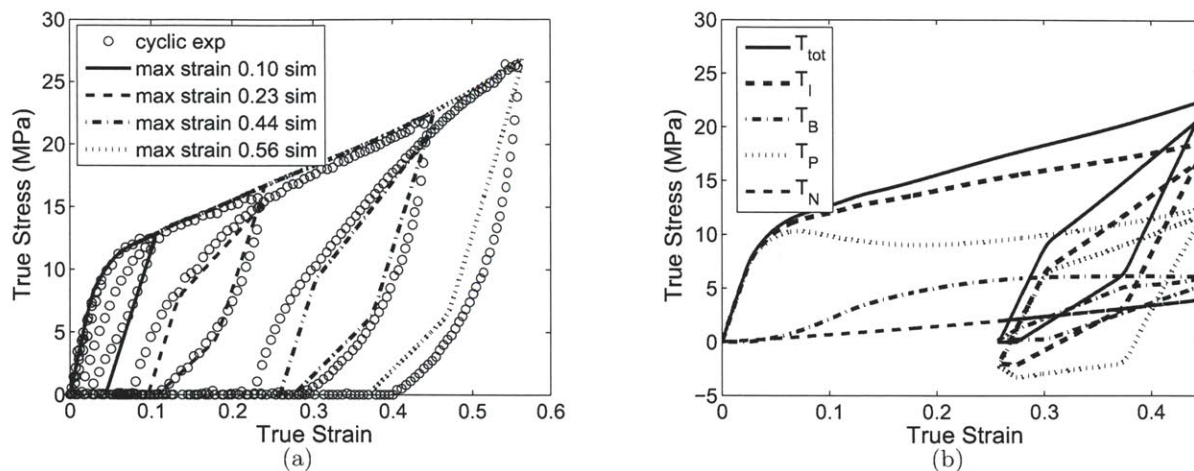 30
25
20
15
10
5
0
True Stress (MPa)
cyclic exp
max strain 0.10 sim
max strain 0.23 sim
max strain 0.44 sim
max strain 0.56 sim
0 0.1 0.2 0.3 0.4 0.5 0.6
True Strain
(a)
30
25
20
15
10
5
0
−5
True Stress (MPa)
T_tot
T_I
T_B
T_P
T_N
0 0.1 0.2 0.3 0.4
True Strain
(b)